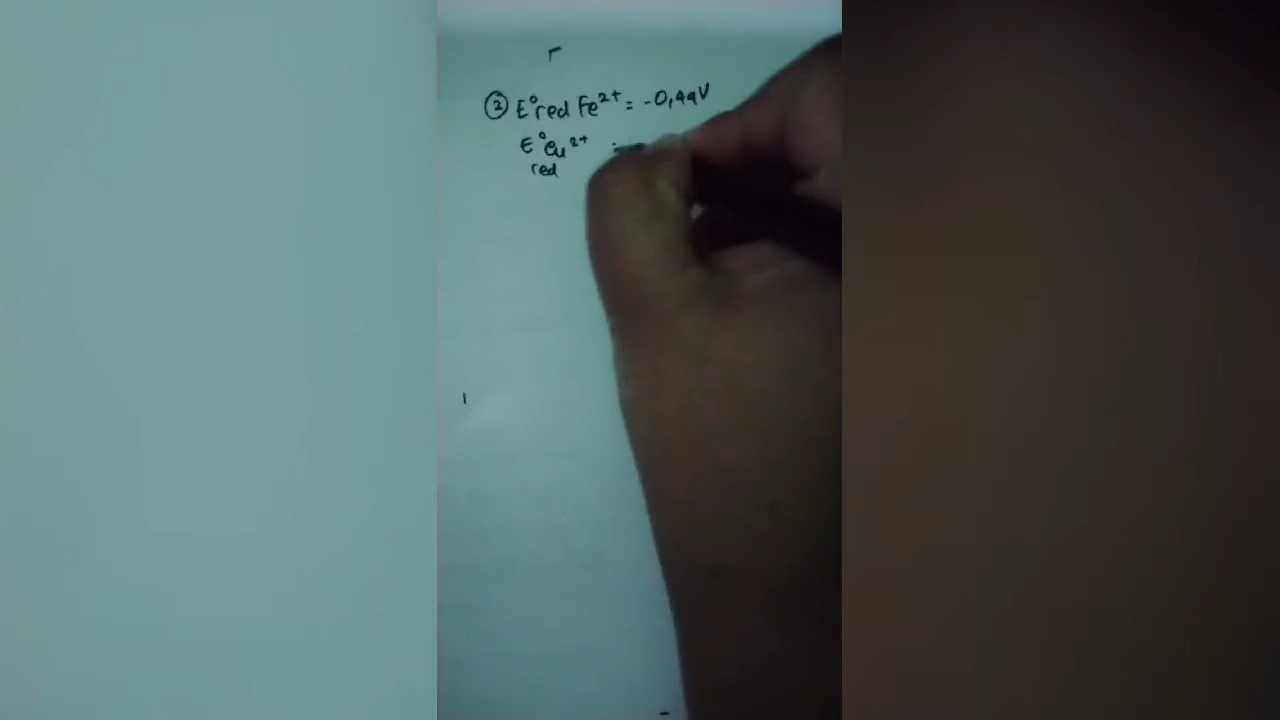 ② E°red Fe²⁺ = -0,44V
E° Cu²⁺
red